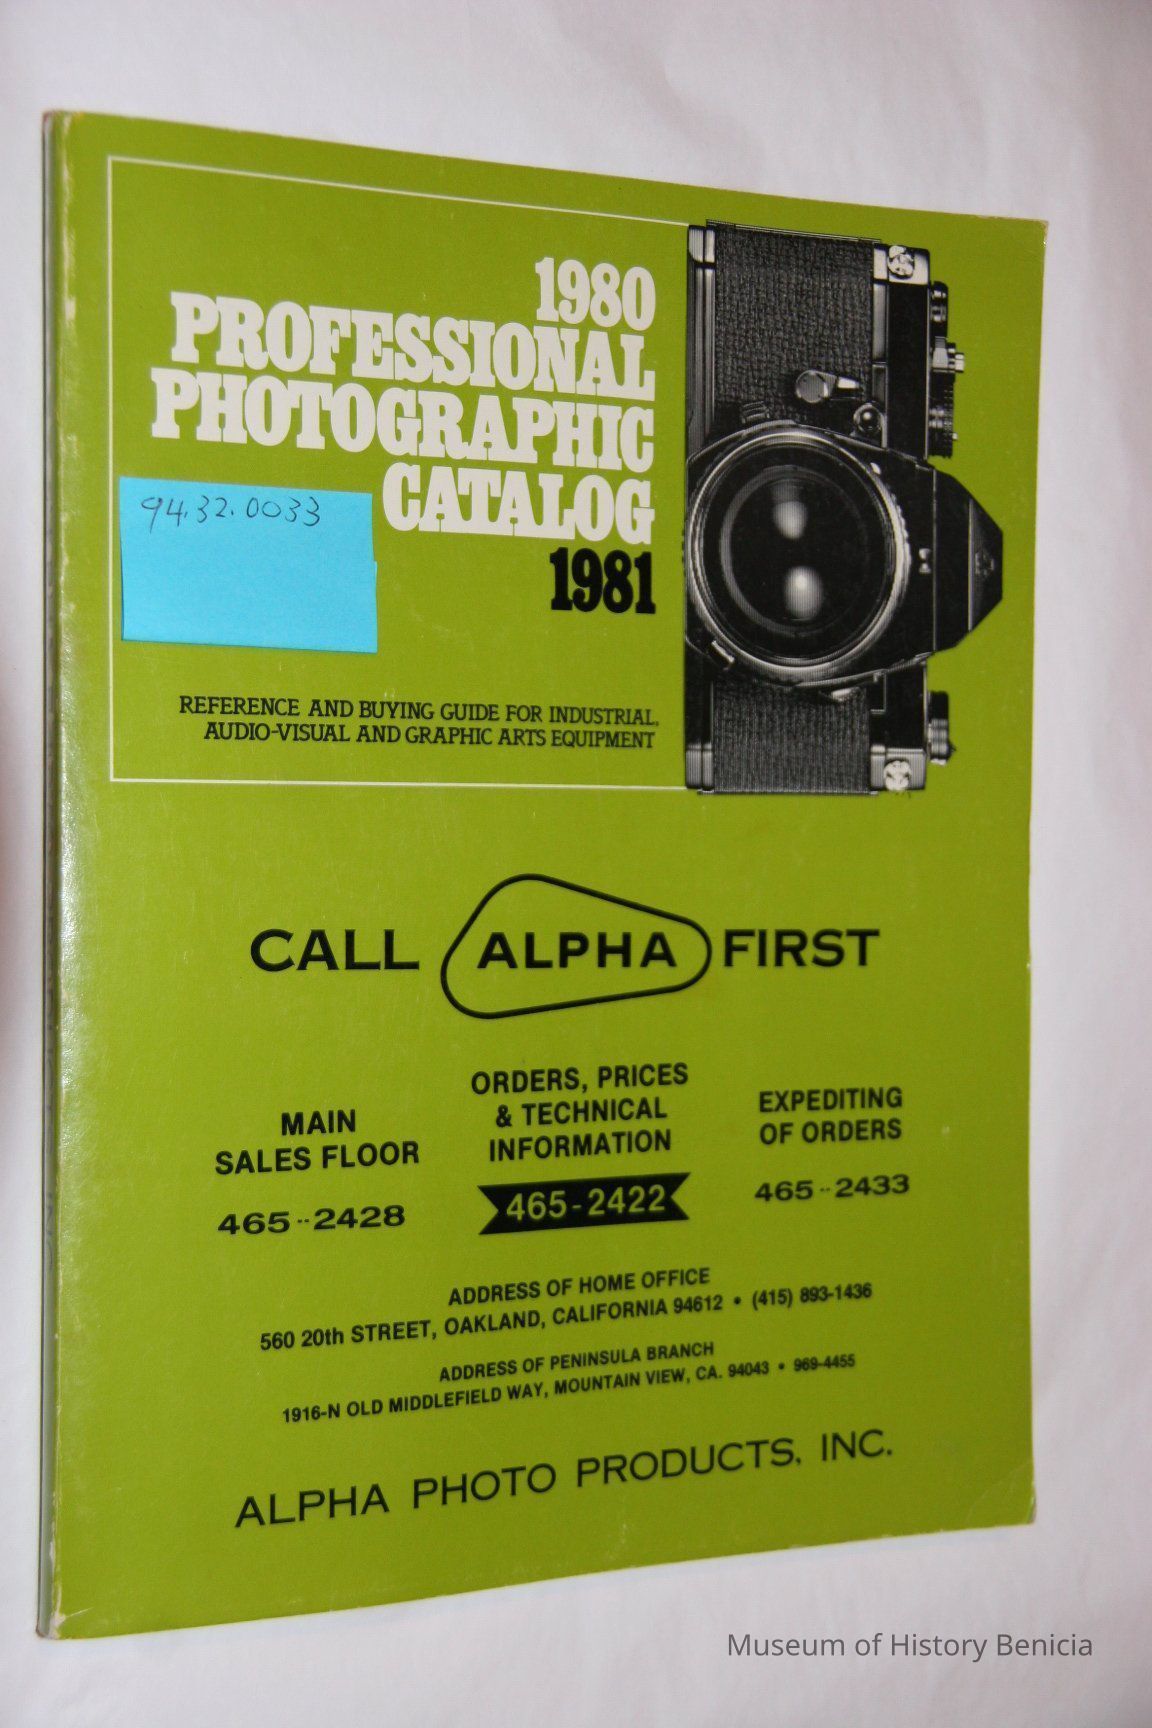 1980
PROFESSIONAL
PHOTOGRAPHIC
CATALOG
1981
94.32.0033
REFERENCE AND BUYING GUIDE FOR INDUSTRIAL,
AUDIO-VISUAL AND GRAPHIC ARTS EQUIPMENT
CALL ALPHA FIRST
MAIN
SALES FLOOR
465-2428
ORDERS, PRICES
& TECHNICAL
INFORMATION
465-2422
EXPEDITING
OF ORDERS
465-2433
ADDRESS OF HOME OFFICE
560 20th STREET, OAKLAND, CALIFORNIA 94612 • (415) 893-1436
ADDRESS OF PENINSULA BRANCH
1916-N OLD MIDDLEFIELD WAY, MOUNTAIN VIEW, CA. 94043 • 969-4455
ALPHA PHOTO PRODUCTS, INC.
Museum of History Benicia